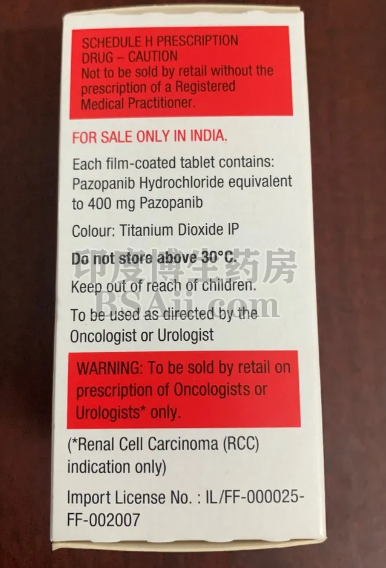 SCHEDULE H PRESCRIPTION
DRUG – CAUTION
Not to be sold by retail without the
prescription of a Registered
Medical Practitioner.
FOR SALE ONLY IN INDIA.
Each film-coated tablet contains:
Pazopanib Hydrochloride equivalent
to 400 mg Pazopanib
Colour: Titanium Dioxide IP
Do not store above 30°C.
印度博生药房
Keep out of reach of children.
BSAii.com
To be used as directed by the
Oncologist or Urologist
WARNING: To be sold by retail on
prescription of Oncologists or
Urologists* only.
(*Renal Cell Carcinoma (RCC)
indication only)
Import License No. : IL/FF-000025-
FF-002007